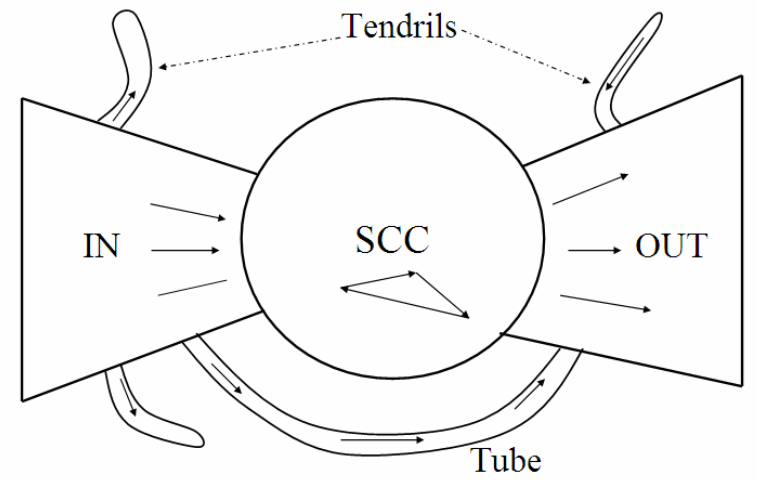 Tendrils
IN
SCC
OUT
Tube